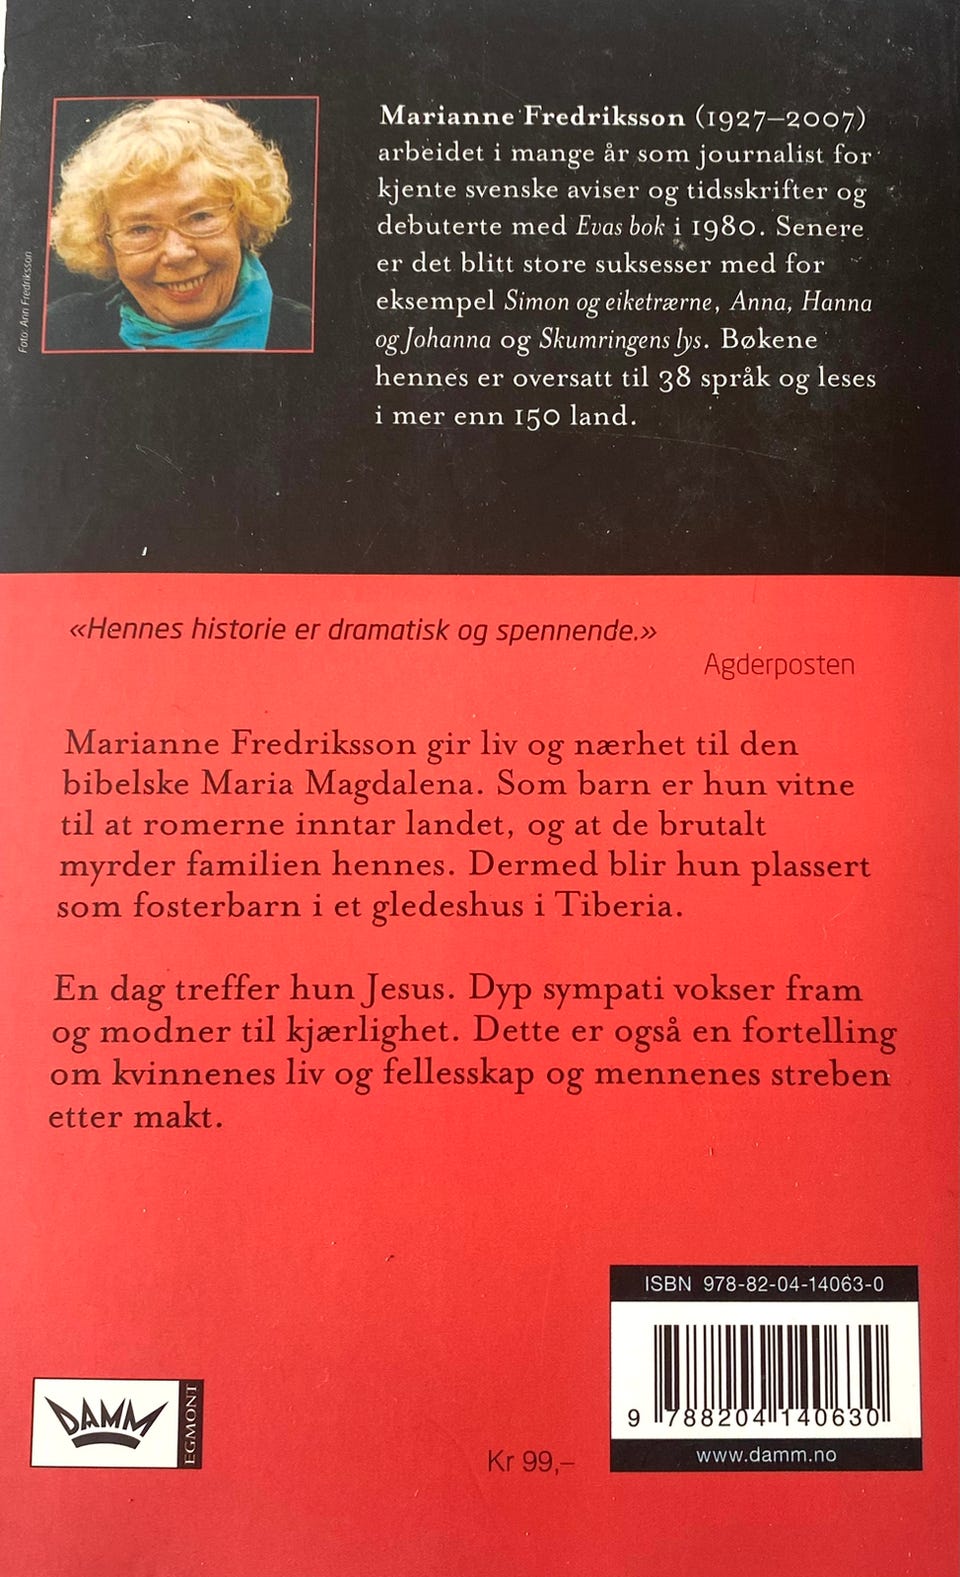 Marianne Fredriksson (1927–2007)
arbeidet i mange år som journalist for
kjente svenske aviser og tidsskrifter og
debuterte med Evas bok i 1980. Senere
er det blitt store suksesser med for
eksempel Simon og eiketrærne, Anna, Hanna
og Johanna og Skumringens lys. Bøkene
hennes er oversatt til 38 språk og leses
i mer enn 150 land.
Foto: Ann Fredriksson
«Hennes historie er dramatisk og spennende.»
Agderposten
Marianne Fredriksson gir liv og nærhet til den
bibelske Maria Magdalena. Som barn er hun vitne
til at romerne inntar landet, og at de brutalt
myrder familien hennes. Dermed blir hun plassert
som fosterbarn i et gledeshus i Tiberia.
En dag treffer hun Jesus. Dyp sympati vokser fram
og modner til kjærlighet. Dette er også en fortelling
om kvinnenes liv og fellesskap og mennenes streben
etter makt.
ISBN 978-82-04-14063-0
9 788204 140630
www.damm.no
Kr 99,–
DAMM
EGMONT